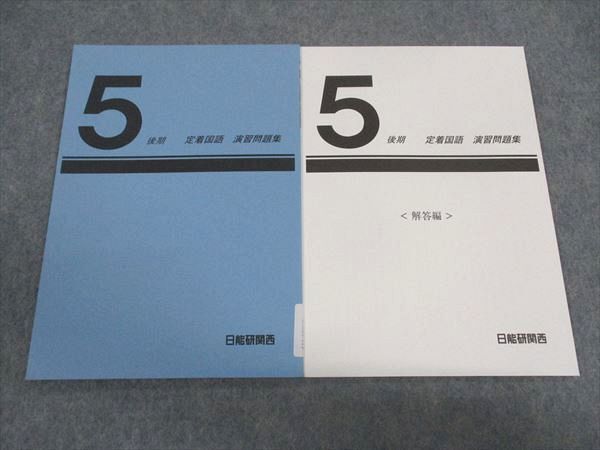 5 後期 定着国語 演習問題集
日能研関西
5 後期 定着国語 演習問題集
< 解答編 >
日能研関西